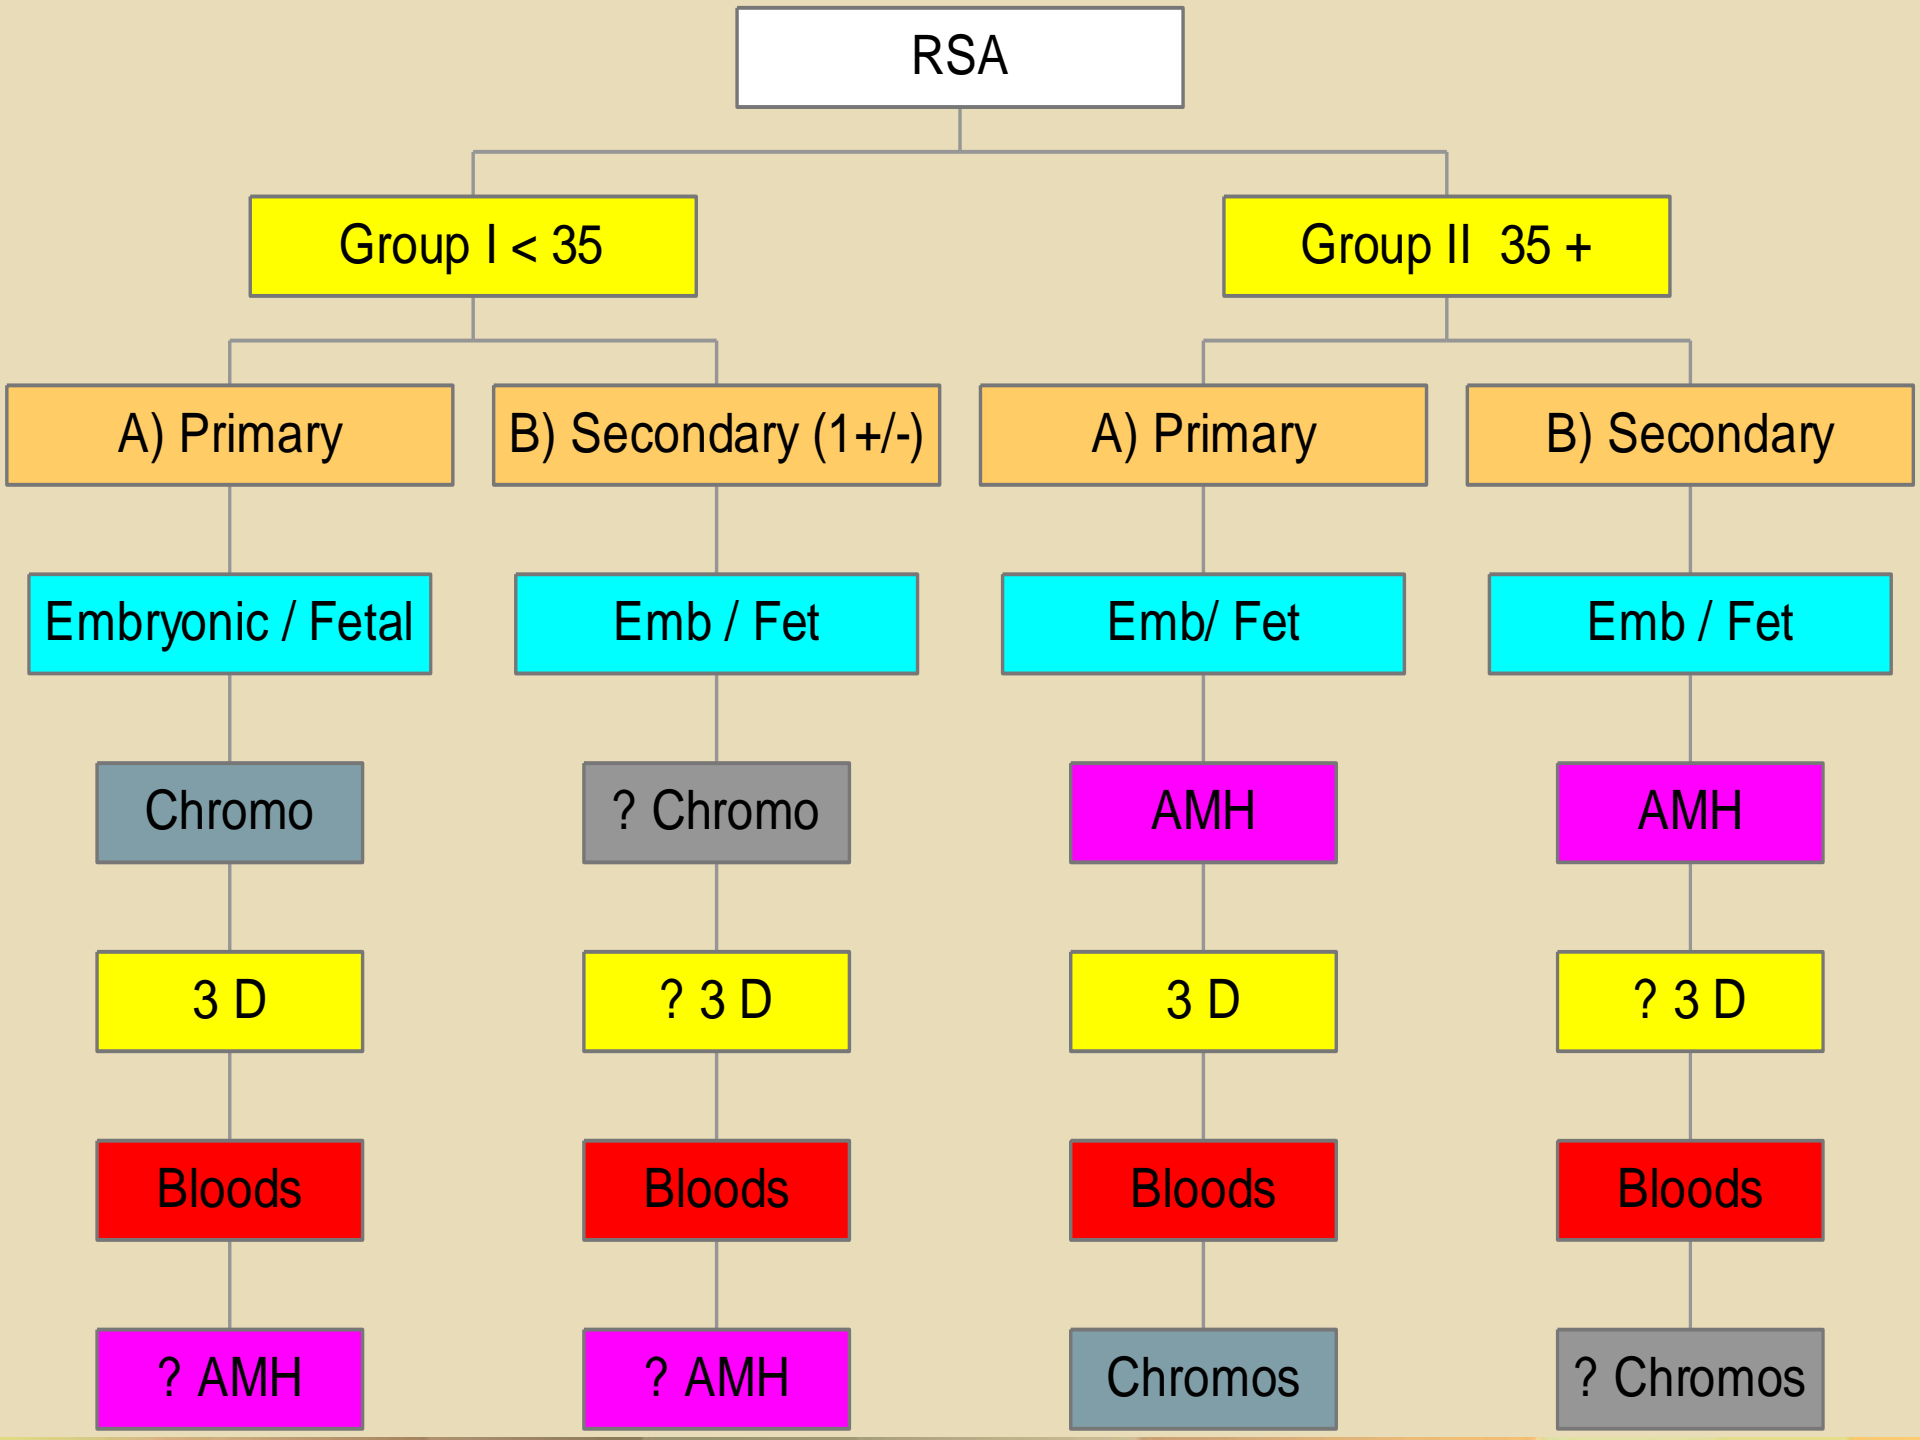 RSA
Group I < 35
Group II  35 +
A) Primary
B) Secondary (1+/-)
A) Primary
B) Secondary
Embryonic / Fetal
Emb / Fet
Emb/ Fet
Emb / Fet
Chromo
? Chromo
AMH
AMH
3 D
? 3 D
3 D
? 3 D
Bloods
Bloods
Bloods
Bloods
? AMH
? AMH
Chromos
? Chromos